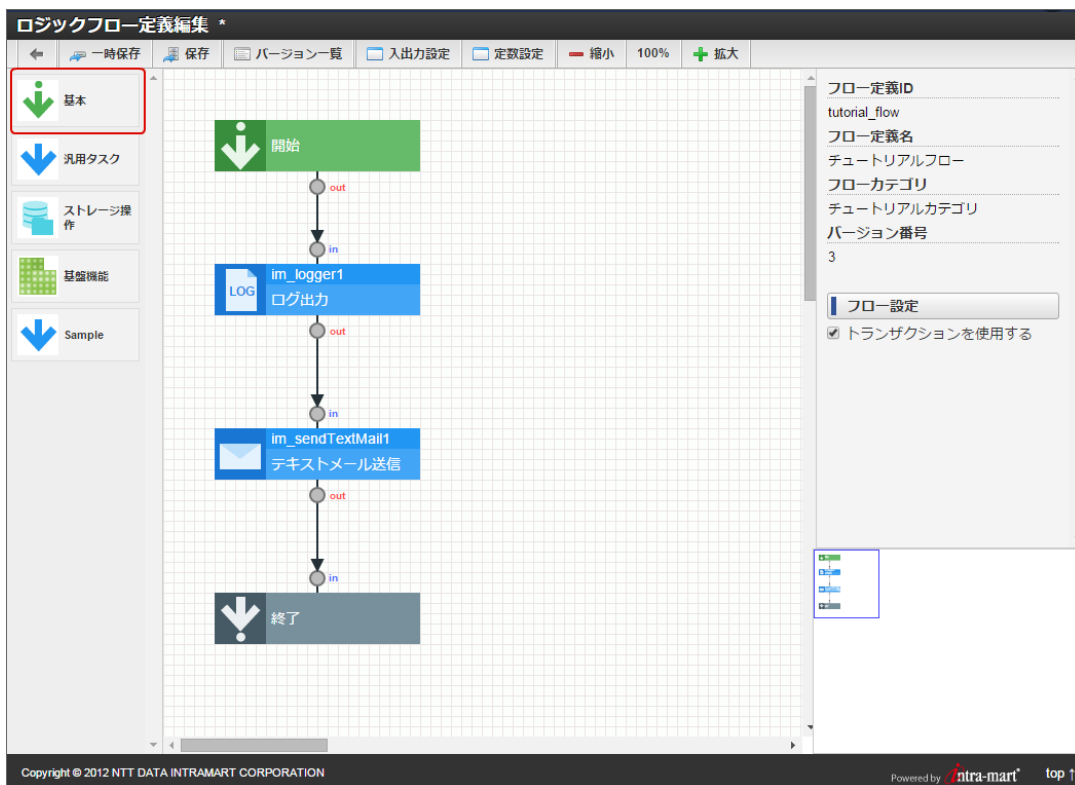 ロジックフロー定義編集 *
一時保存 保存 バージョン一覧 入出力設定 定数設定 縮小 100% 拡大
基本
汎用タスク
ストレージ操
作
基盤機能
Sample
開始
out
in
im_logger1
LOG
ログ出力
out
in
im_sendTextMail1
テキストメール送信
out
in
終了
フロー定義ID
tutorial_flow
フロー定義名
チュートリアルフロー
フローカテゴリ
チュートリアルカテゴリ
バージョン番号
3
フロー設定
トランザクションを使用する
Copyright © 2012 NTT DATA INTRAMART CORPORATION
Powered by intra-mart® top ↑